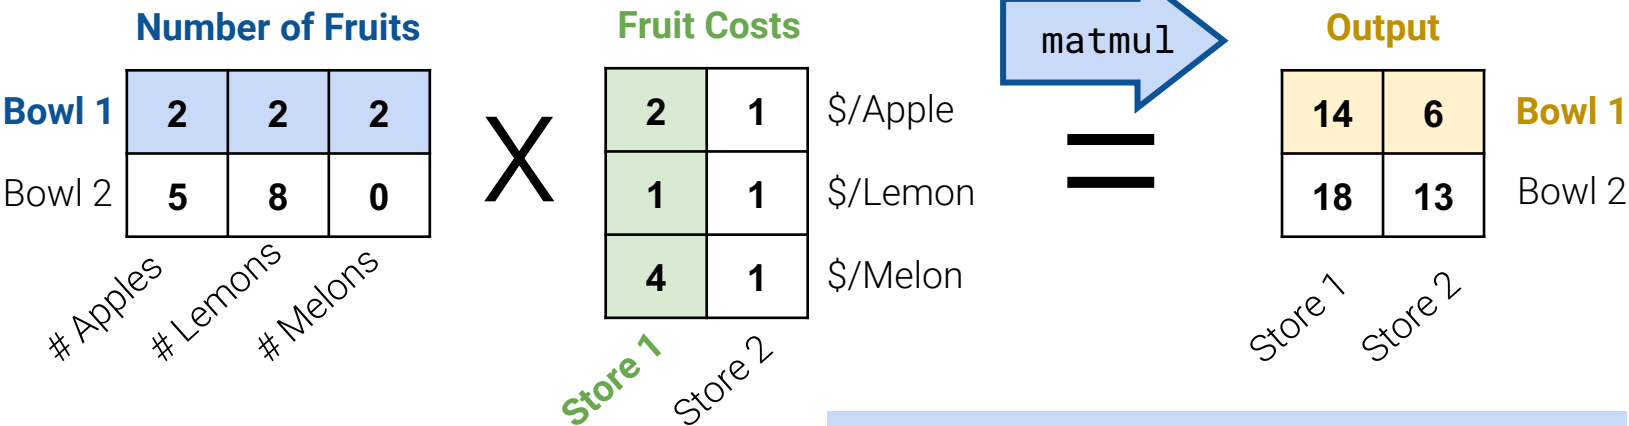 Number of Fruits Fruit Costs matmul Output
Bowl 1 2 2 2 X 2 1 $/Apple = 14 6 Bowl 1
Bowl 2 5 8 0 1 1 $/Lemon 18 13 Bowl 2
4 1 $/Melon
# Apples # Lemons # Melons Store 1 Store 2 Store 1 Store 2